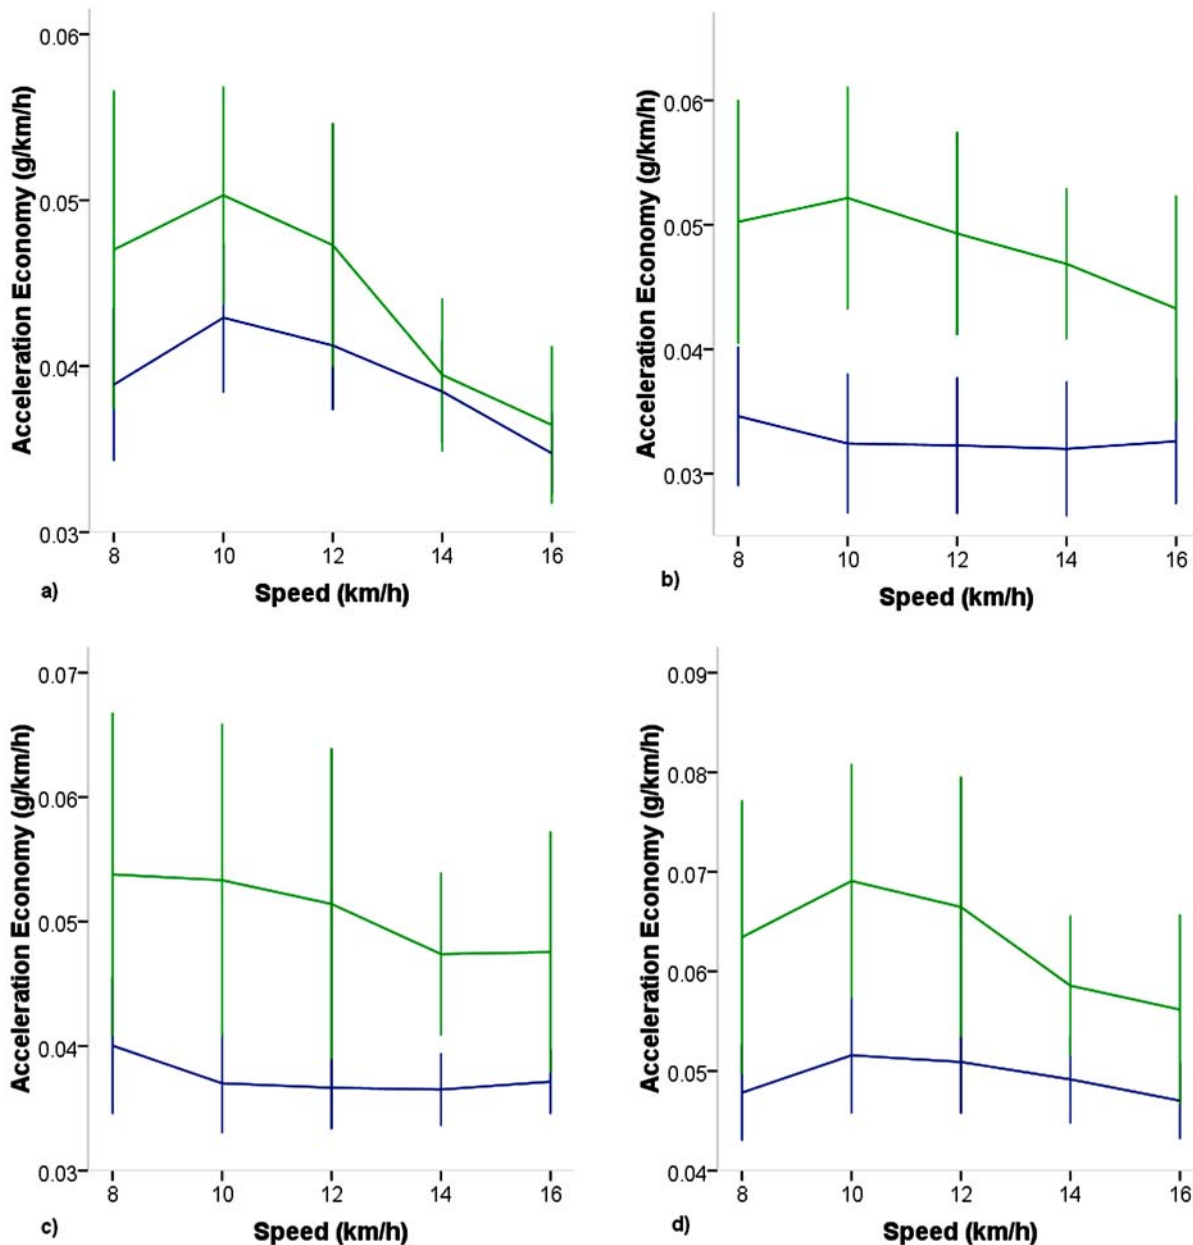 Acceleration Economy (g/km/h)
0.06
0.05
0.04
0.03
8 10 12 14 16
a)
Speed (km/h)
Acceleration Economy (g/km/h)
0.06
0.05
0.04
0.03
8 10 12 14 16
b)
Speed (km/h)
Acceleration Economy (g/km/h)
0.07
0.06
0.05
0.04
0.03
8 10 12 14 16
c)
Speed (km/h)
Acceleration Economy (g/km/h)
0.09
0.08
0.07
0.06
0.05
0.04
8 10 12 14 16
d)
Speed (km/h)